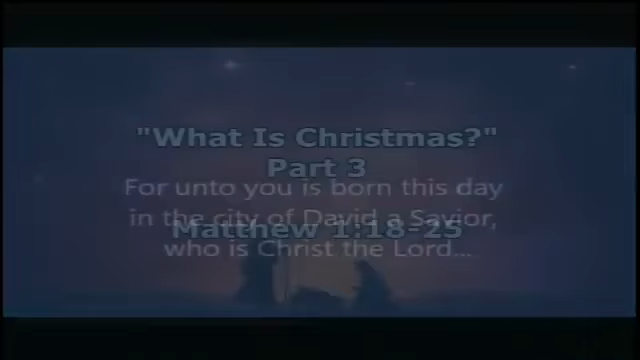 "What Is Christmas?"
Part 3
For unto you is born this day
in the city of David a Savior,
Matthew 1:18-25
who is Christ the Lord...